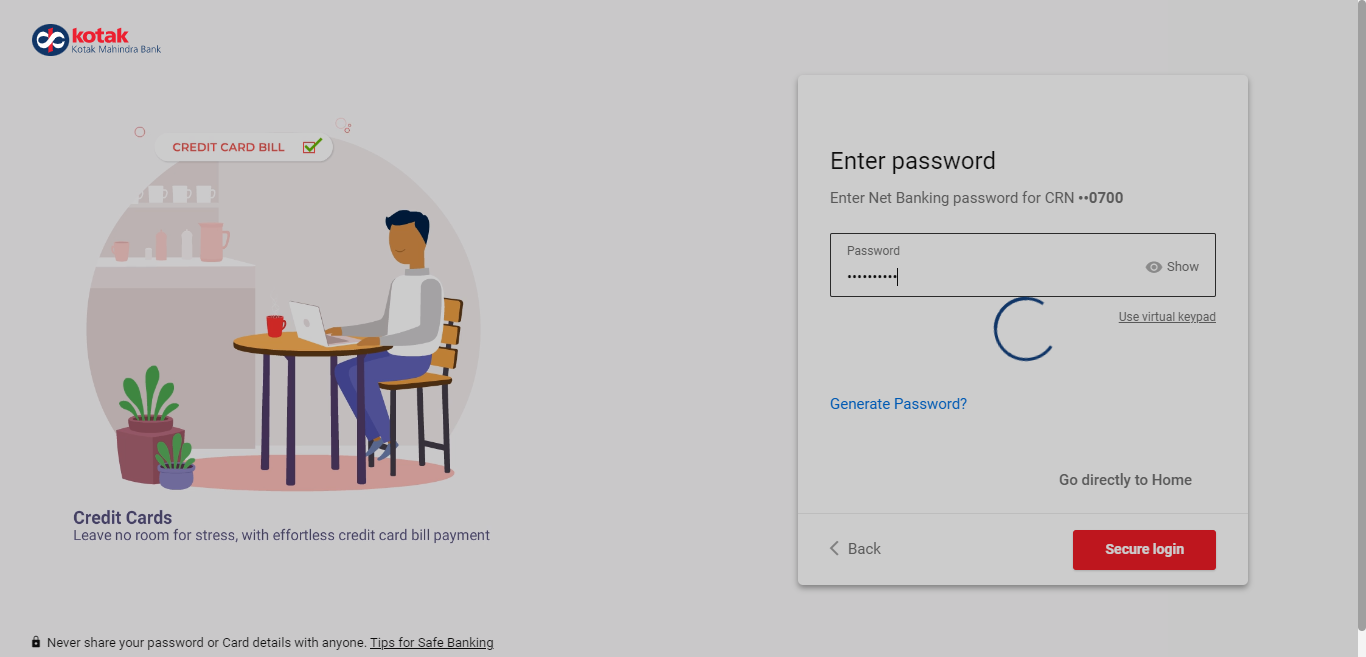 kotak
Kotak Mahindra Bank
CREDIT CARD BILL
Credit Cards
Leave no room for stress, with effortless credit card bill payment
Never share your password or Card details with anyone. Tips for Safe Banking
Enter password
Enter Net Banking password for CRN ••0700
Password
•••••••••• Show
Use virtual keypad
Generate Password?
Go directly to Home
Back
Secure login